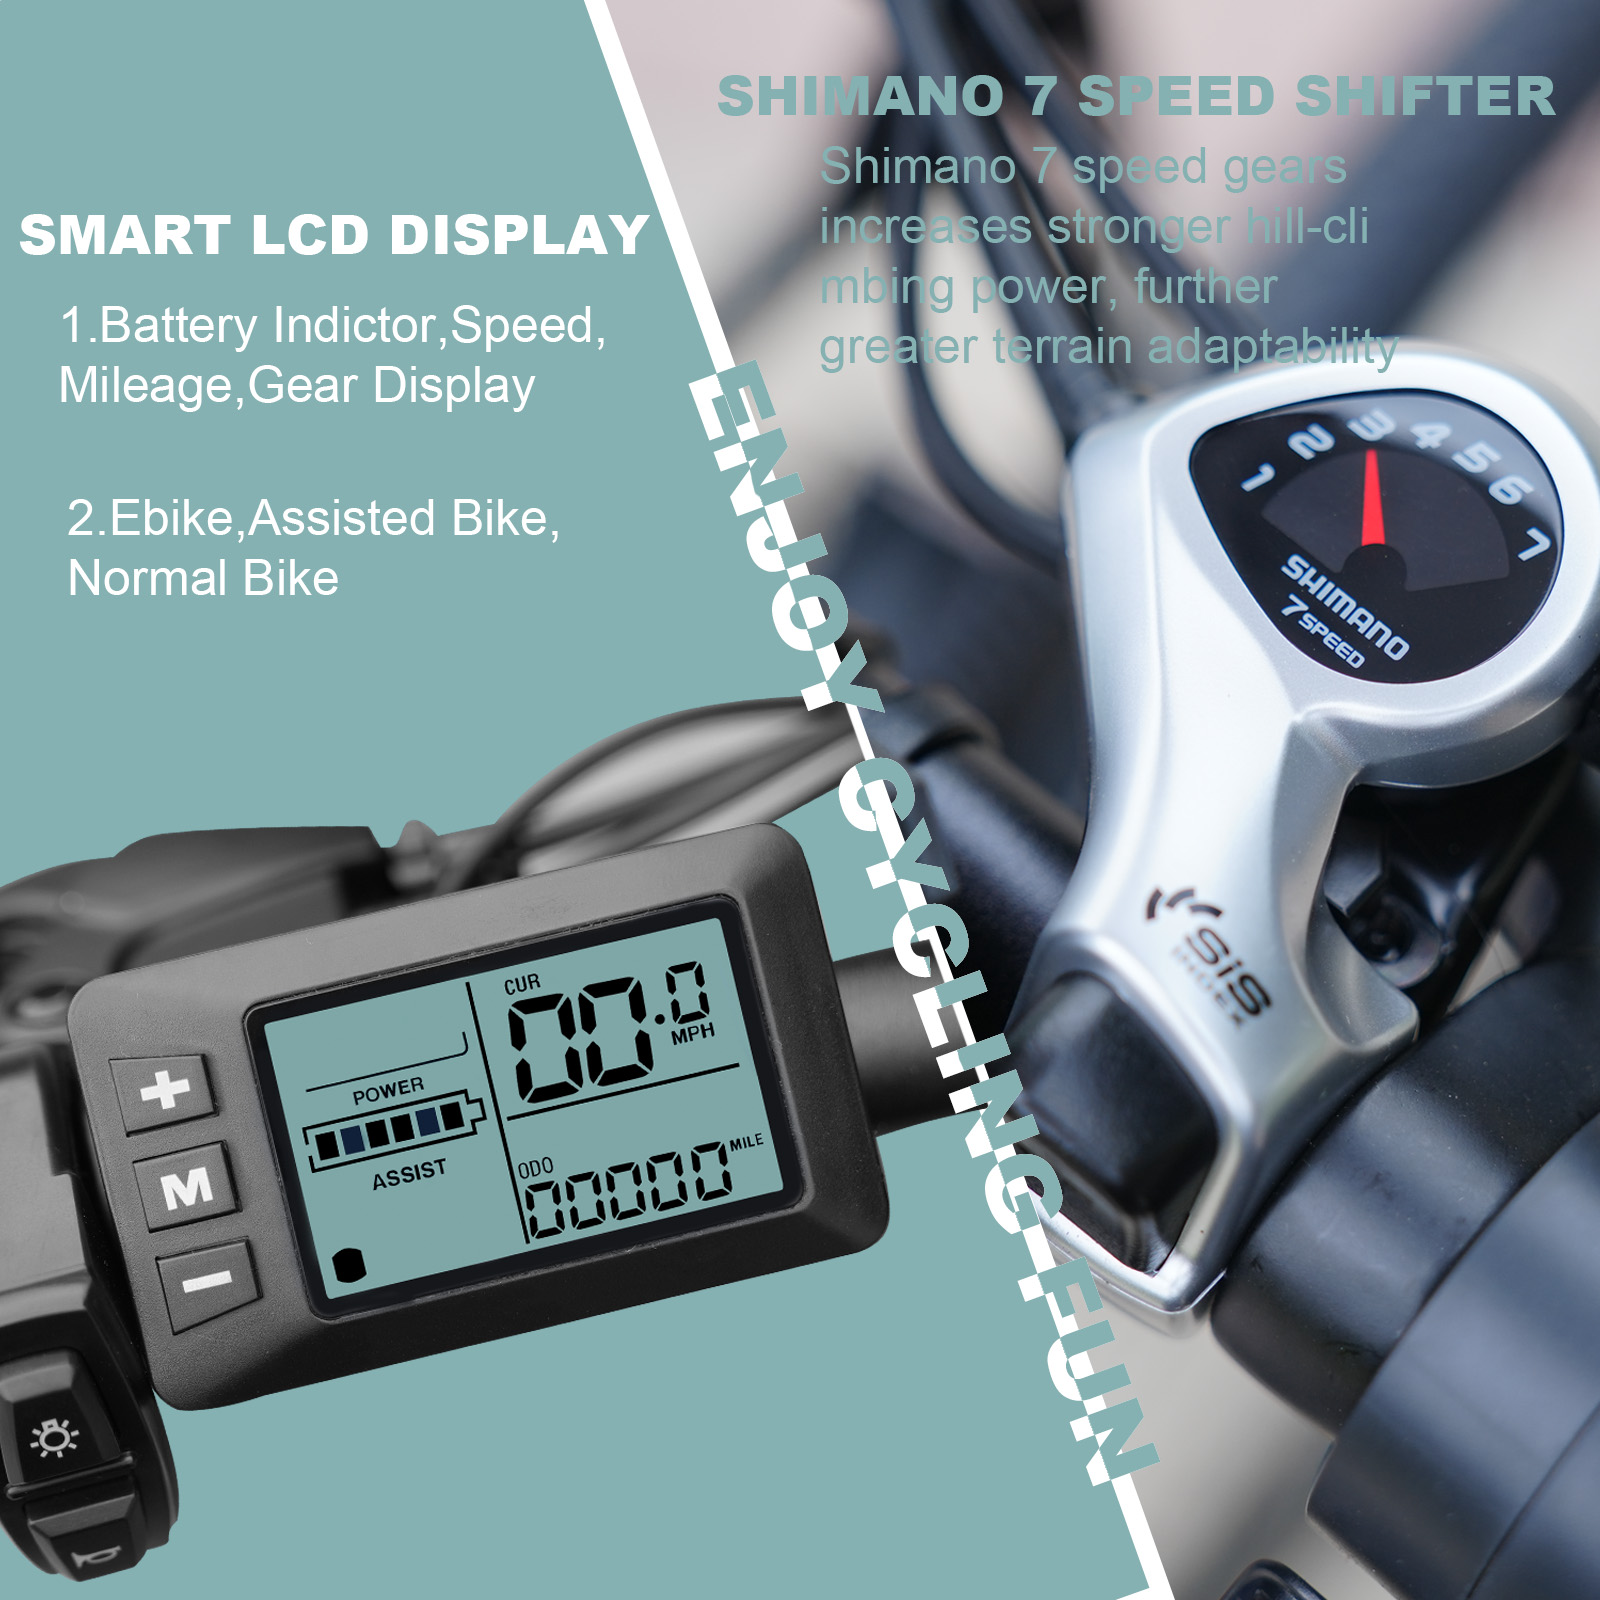 SMART LCD DISPLAY
1.Battery Indictor,Speed,
Mileage,Gear Display
2.Ebike,Assisted Bike,
Normal Bike
SHIMANO 7 SPEED SHIFTER
Shimano 7 speed gears
increases stronger hill-cli
mbing power, further
greater terrain adaptability
ENJOY CYCLING FUN
1 2 3 4 5 6 7
SHIMANO
7 SPEED
SiS
INDEX
CUR
00.0
MPH
POWER
ASSIST
ODO
00000
MILE
+
M
−